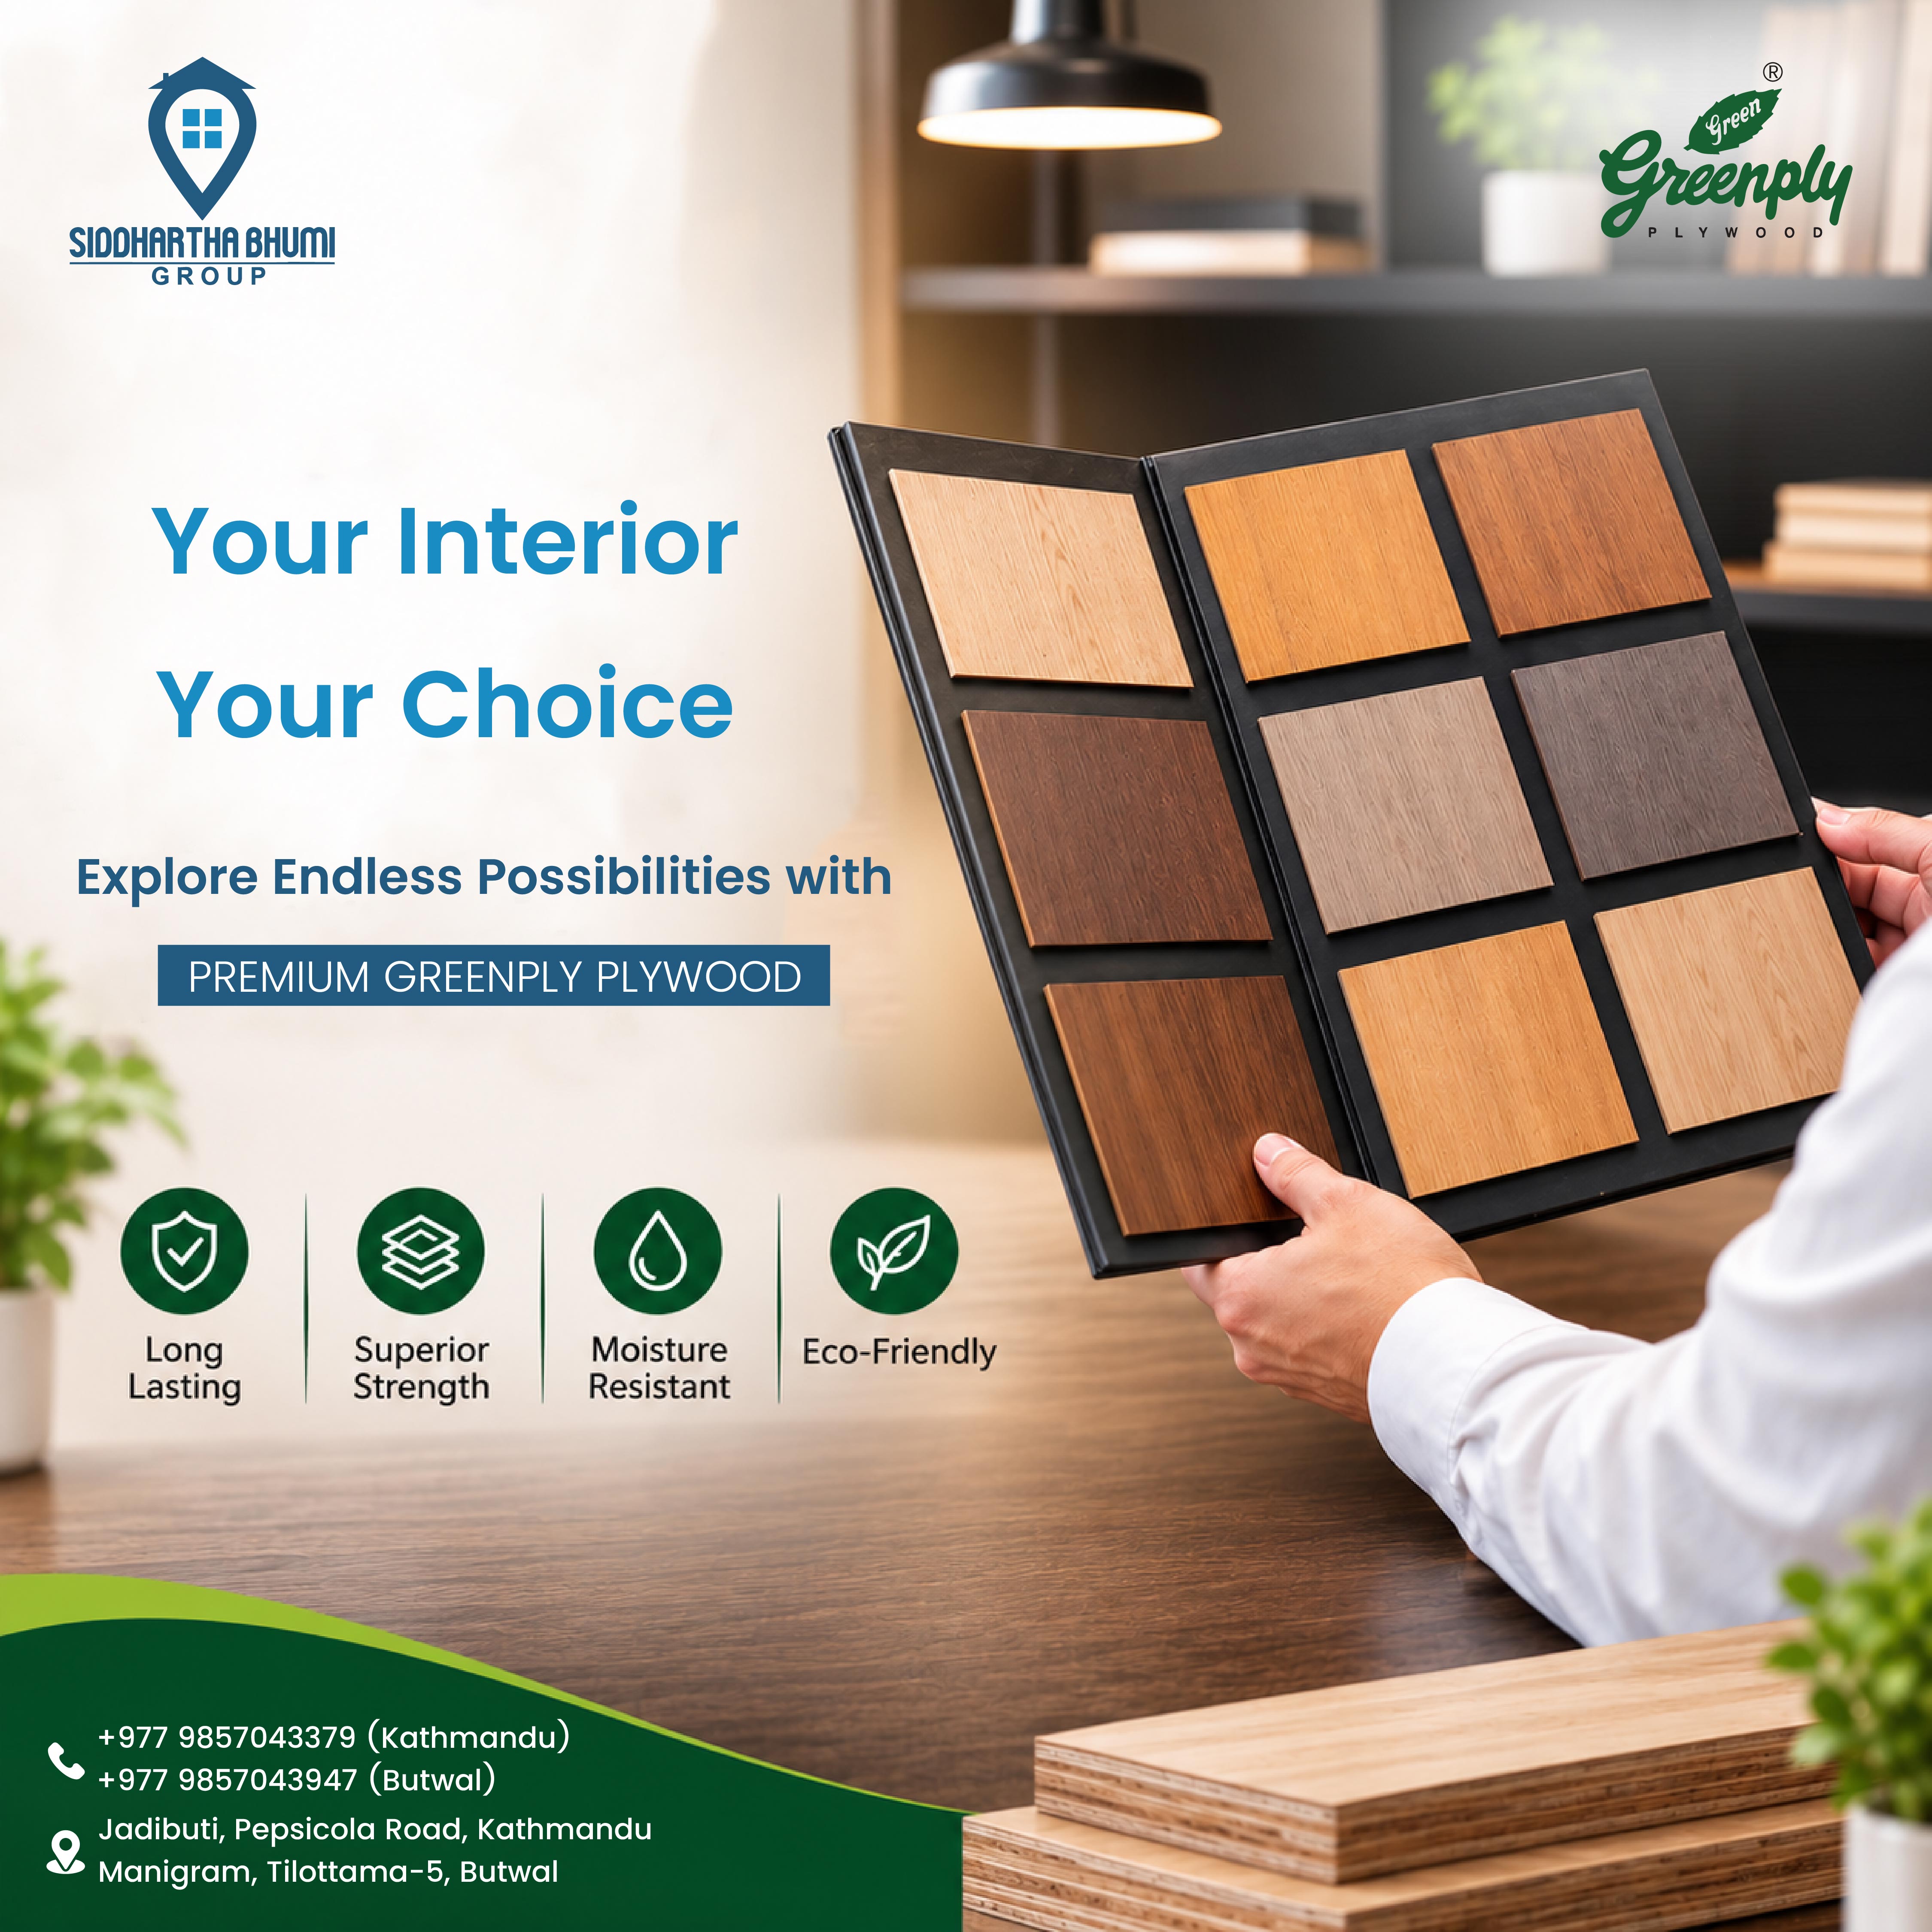 SIDDHARTHA BHUMI
GROUP
®
Green
Greenply
PLYWOOD
Your Interior
Your Choice
Explore Endless Possibilities with
PREMIUM GREENPLY PLYWOOD
Long
Lasting
Superior
Strength
Moisture
Resistant
Eco-Friendly
+977 9857043379 (Kathmandu)
+977 9857043947 (Butwal)
Jadibuti, Pepsicola Road, Kathmandu
Manigram, Tilottama-5, Butwal